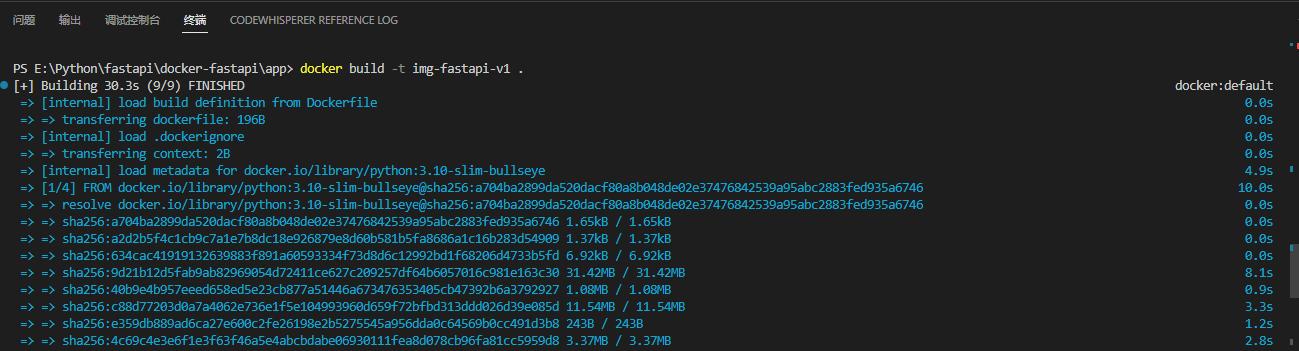 问题 输出 调试控制台 终端 CODEWHISPERER REFERENCE LOG
PS E:\Python\fastapi\docker-fastapi\app> docker build -t img-fastapi-v1 .
[+] Building 30.3s (9/9) FINISHED docker:default
=> [internal] load build definition from Dockerfile 0.0s
=> => transferring dockerfile: 196B 0.0s
=> [internal] load .dockerignore 0.0s
=> => transferring context: 2B 0.0s
=> [internal] load metadata for docker.io/library/python:3.10-slim-bullseye 4.9s
=> [1/4] FROM docker.io/library/python:3.10-slim-bullseye@sha256:a704ba2899da520dacf80a8b048de02e37476842539a95abc2883fed935a6746 10.0s
=> => resolve docker.io/library/python:3.10-slim-bullseye@sha256:a704ba2899da520dacf80a8b048de02e37476842539a95abc2883fed935a6746 0.0s
=> => sha256:a704ba2899da520dacf80a8b048de02e37476842539a95abc2883fed935a6746 1.65kB / 1.65kB 0.0s
=> => sha256:a2d2b5f4c1cb9c7a1e7b8dc18e926879e8d60b581b5fa8686a1c16b283d54909 1.37kB / 1.37kB 0.0s
=> => sha256:634cac41919132639883f891a60593334f73d8d6c12992bd1f68206d4733b5fd 6.92kB / 6.92kB 0.0s
=> => sha256:9d21b12d5fab9ab82969054d72411ce627c209257df64b6057016c981e163c30 31.42MB / 31.42MB 8.1s
=> => sha256:40b9e4b957eeed658ed5e23cb877a51446a673476353405cb47392b6a3792927 1.08MB / 1.08MB 0.9s
=> => sha256:c88d77203d0a7a4062e736e1f5e104993960d659f72bfbd313ddd026d39e085d 11.54MB / 11.54MB 3.3s
=> => sha256:e359db889ad6ca27e600c2fe26198e2b5275545a956dda0c64569b0cc491d3b8 243B / 243B 1.2s
=> => sha256:4c69c4e3e6f1e3f63f46a5e4abcbdabe06930111fea8d078cb96fa81cc5959d8 3.37MB / 3.37MB 2.8s